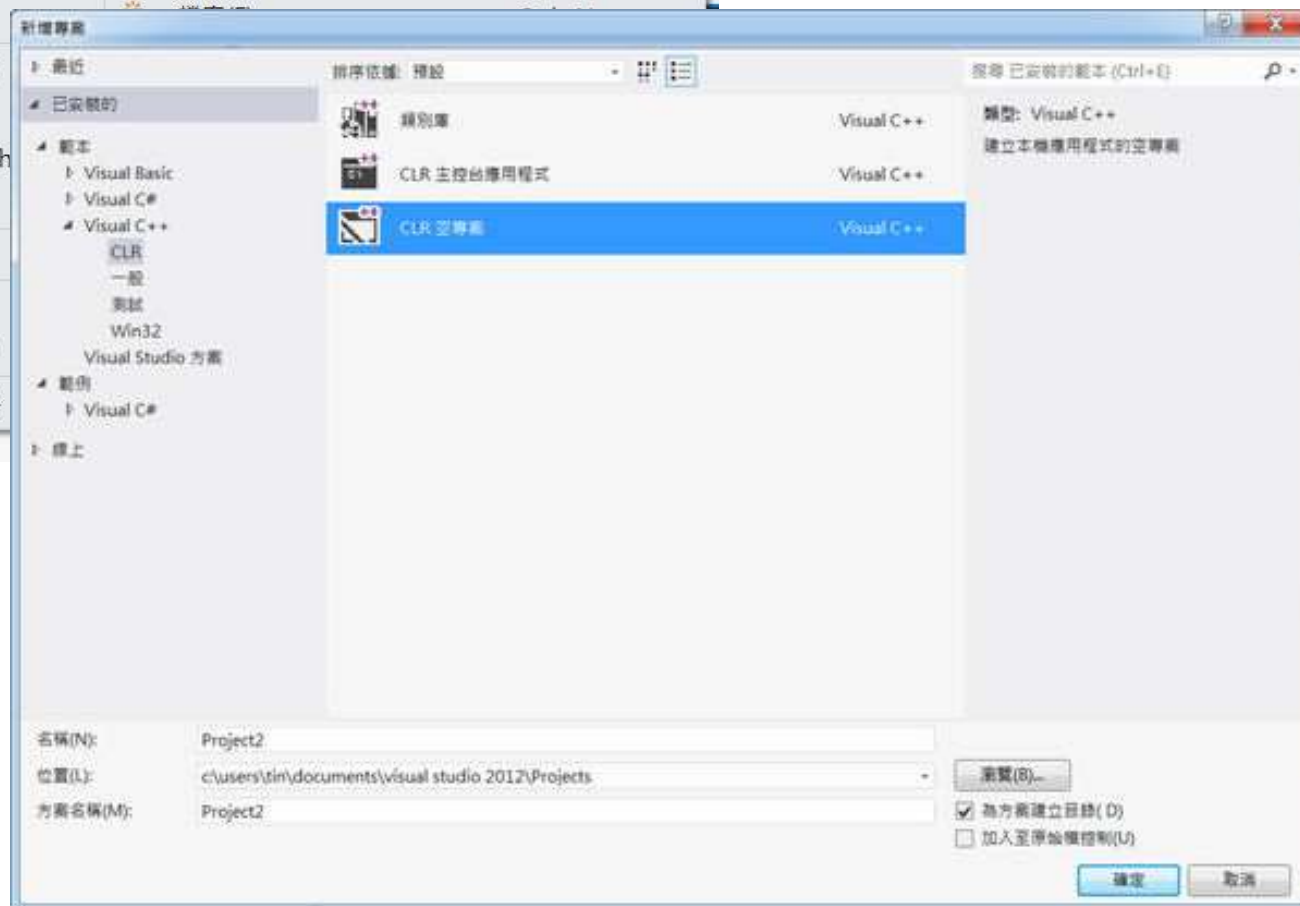 新增專案
最近
已安裝的
範本
Visual Basic
Visual C#
Visual C++
CLR
一般
測試
Win32
Visual Studio 方案
範例
Visual C#
線上
排序依據: 預設
類別庫 Visual C++
CLR 主控台應用程式 Visual C++
CLR 空專案 Visual C++
搜尋 已安裝的範本 (Ctrl+E)
類型: Visual C++
建立本機應用程式的空專案
名稱(N): Project2
位置(L): c:\users\tin\documents\visual studio 2012\Projects
瀏覽(B)...
方案名稱(M): Project2
為方案建立目錄( D)
加入至原始檔控制(U)
確定 取消